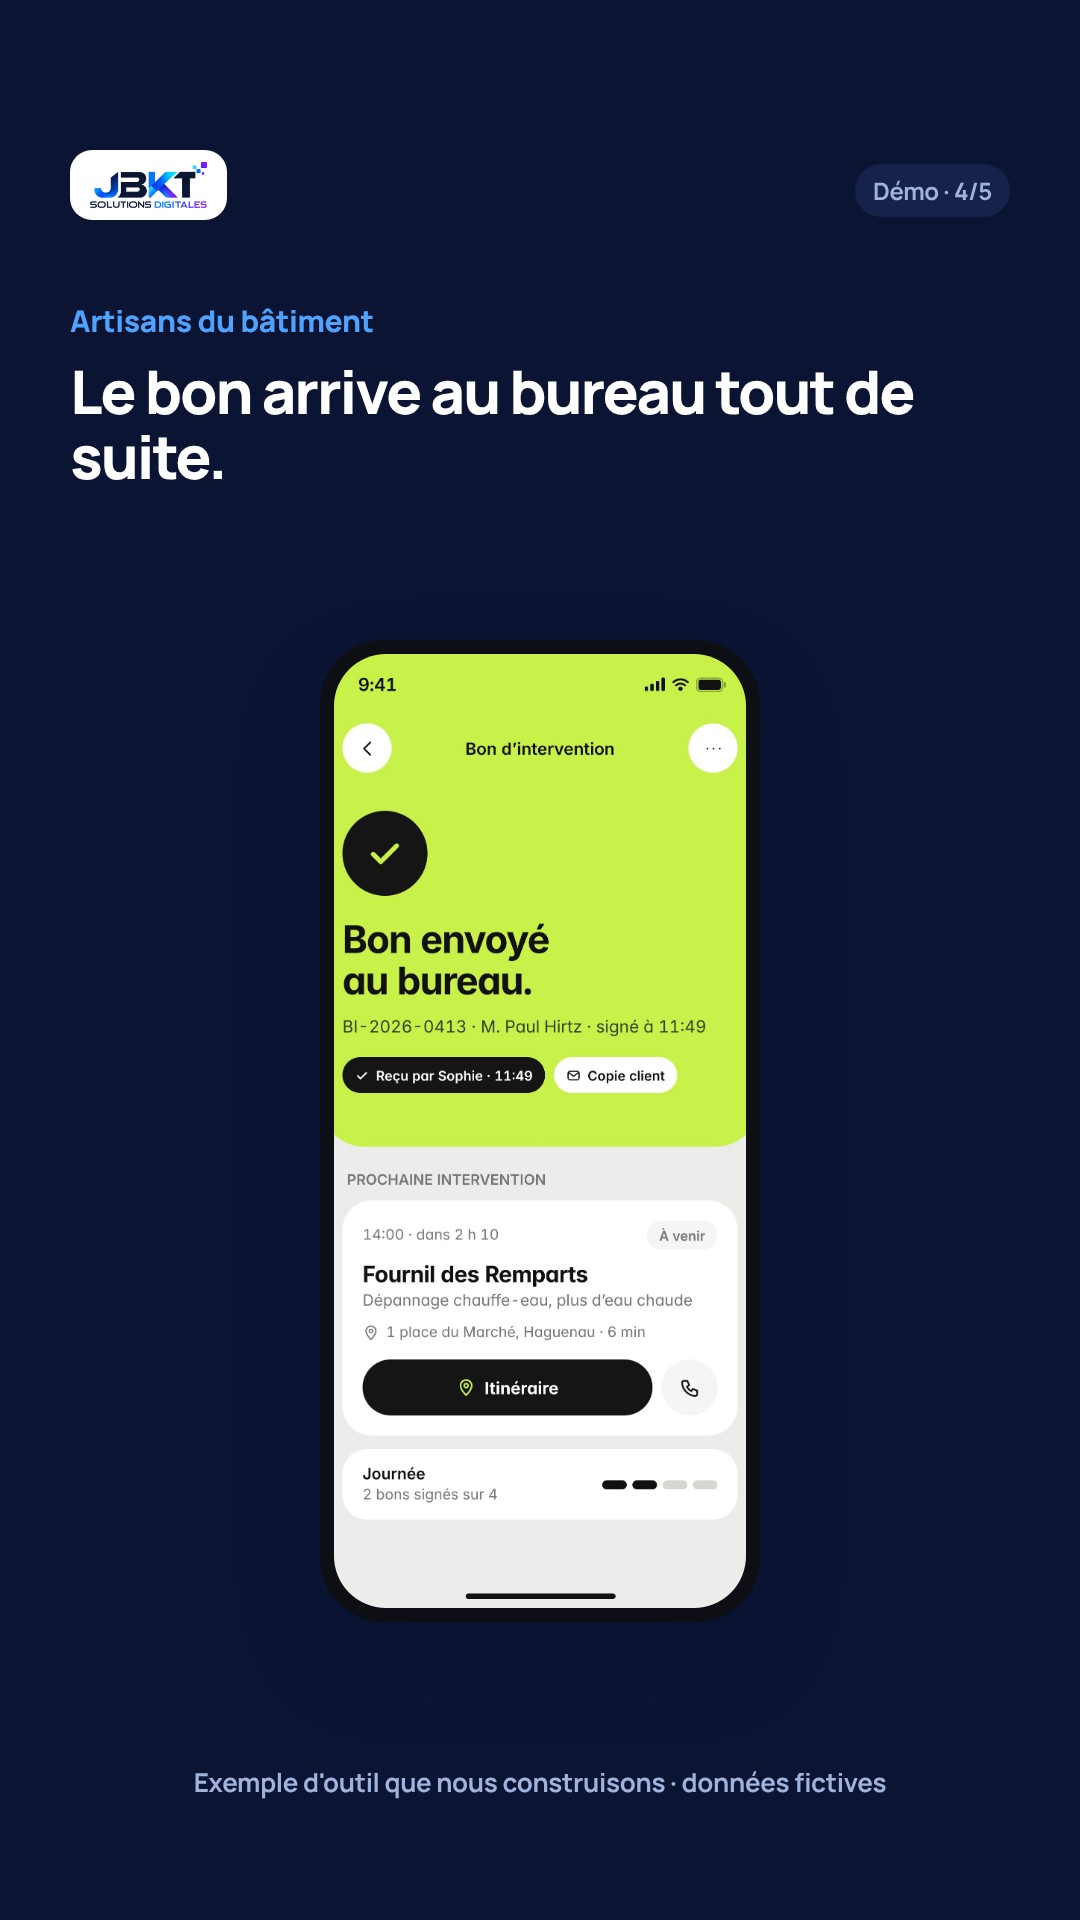 JBKT
SOLUTIONS DIGITALES
Démo · 4/5
Artisans du bâtiment
Le bon arrive au bureau tout de
suite.
9:41
Bon d’intervention
Bon envoyé
au bureau.
BI-2026-0413 · M. Paul Hirtz · signé à 11:49
Reçu par Sophie · 11:49
Copie client
PROCHAINE INTERVENTION
14:00 · dans 2 h 10
À venir
Fournil des Remparts
Dépannage chauffe-eau, plus d’eau chaude
1 place du Marché, Haguenau · 6 min
Itinéraire
Journée
2 bons signés sur 4
Exemple d'outil que nous construisons · données fictives